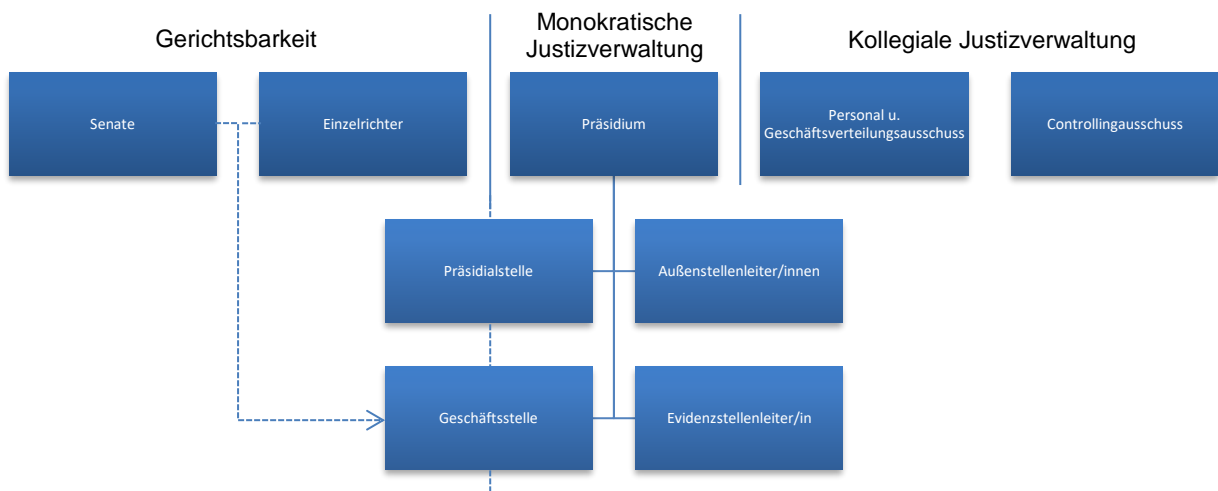 Gerichtsbarkeit
Monokratische
Justizverwaltung
Kollegiale Justizverwaltung
Senate
Einzelrichter
Präsidium
Personal u.
Geschäftsverteilungsausschuss
Controllingausschuss
Präsidialstelle
Außenstellenleiter/innen
Geschäftsstelle
Evidenzstellenleiter/in